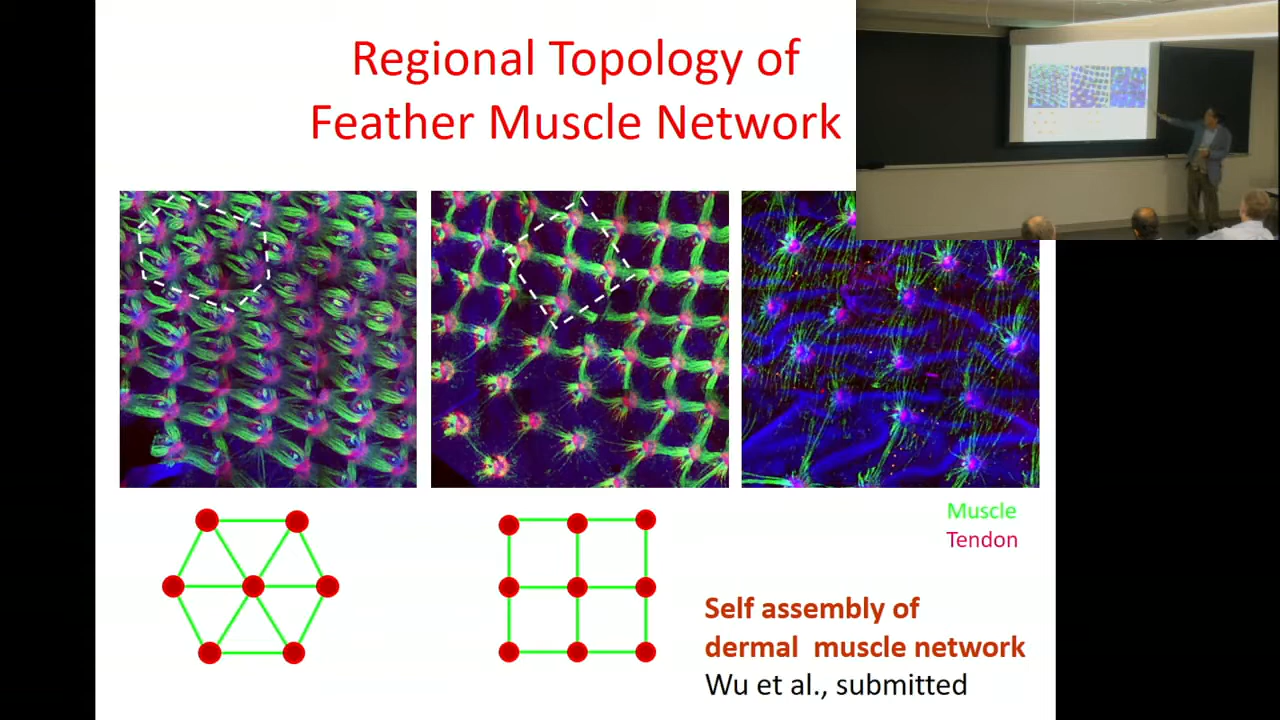 Regional Topology of
Feather Muscle Network
Muscle
Tendon
Self assembly of
dermal muscle network
Wu et al., submitted